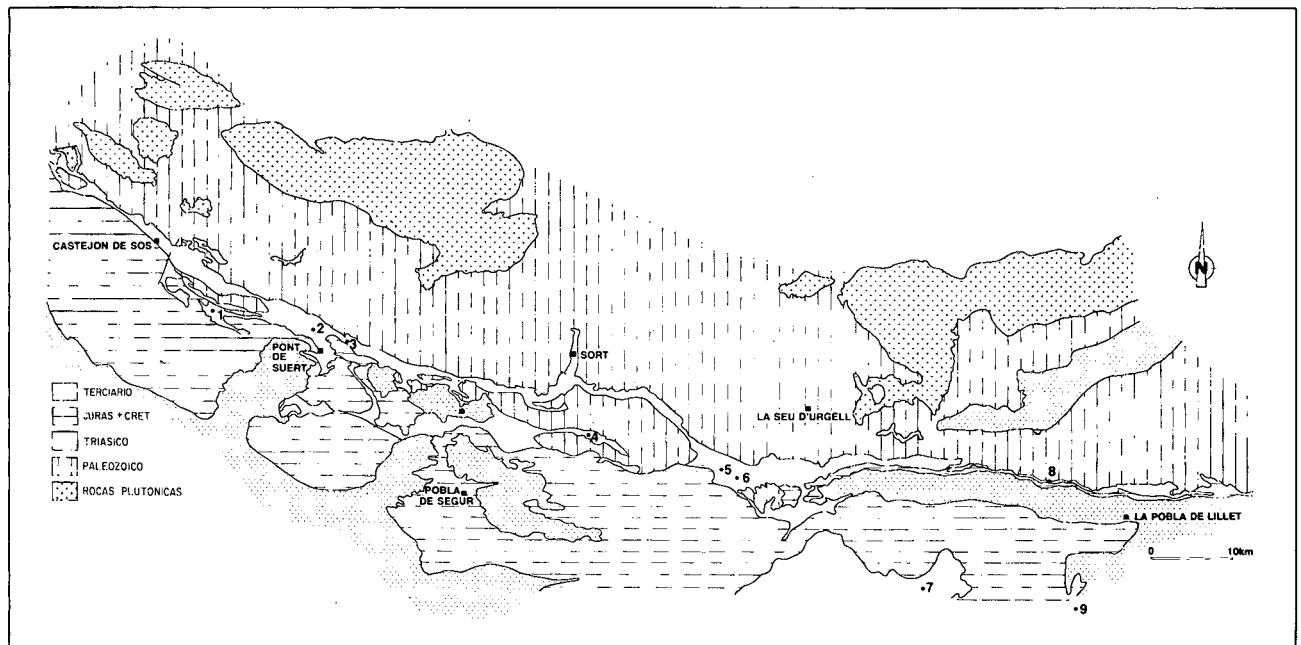 CASTEJON DE SOS
1
2
3
PONT
DE
SUERT
SORT
N
TERCIARIO
JURAS + CRET
TRIASICO
PALEOZOICO
ROCAS PLUTONICAS
LA SEU D'URGELL
4
5
6
8
POBLA
DE SEGUR
LA POBLA DE LILLET
0 10km
7
9